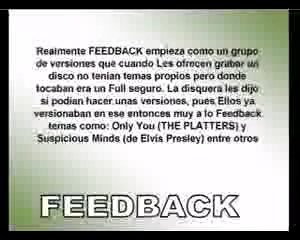 Realmente FEEDBACK empieza como un grupo
de versiones que cuando Les ofrecen grabar un
disco no tenian temas propios pero donde
tocaban era un Full seguro. La disquera les dijo
si podian hacer unas versiones, pues Ellos ya
versionaban en ese entonces muy a lo Feedback
temas como: Only You (THE PLATTERS) y
Suspicious Minds (de Elvis Presley) entre otros
FEEDBACK